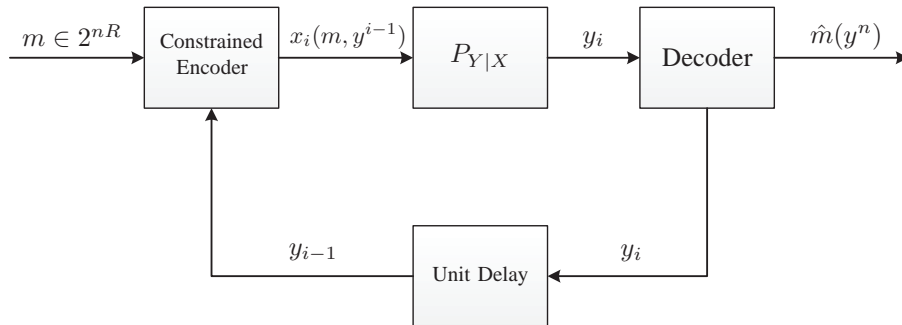 m ∈ 2^{nR}
Constrained
Encoder
x_i(m, y^{i−1})
P_{Y|X}
y_i
Decoder
m̂(y^n)
y_{i−1}
Unit Delay
y_i